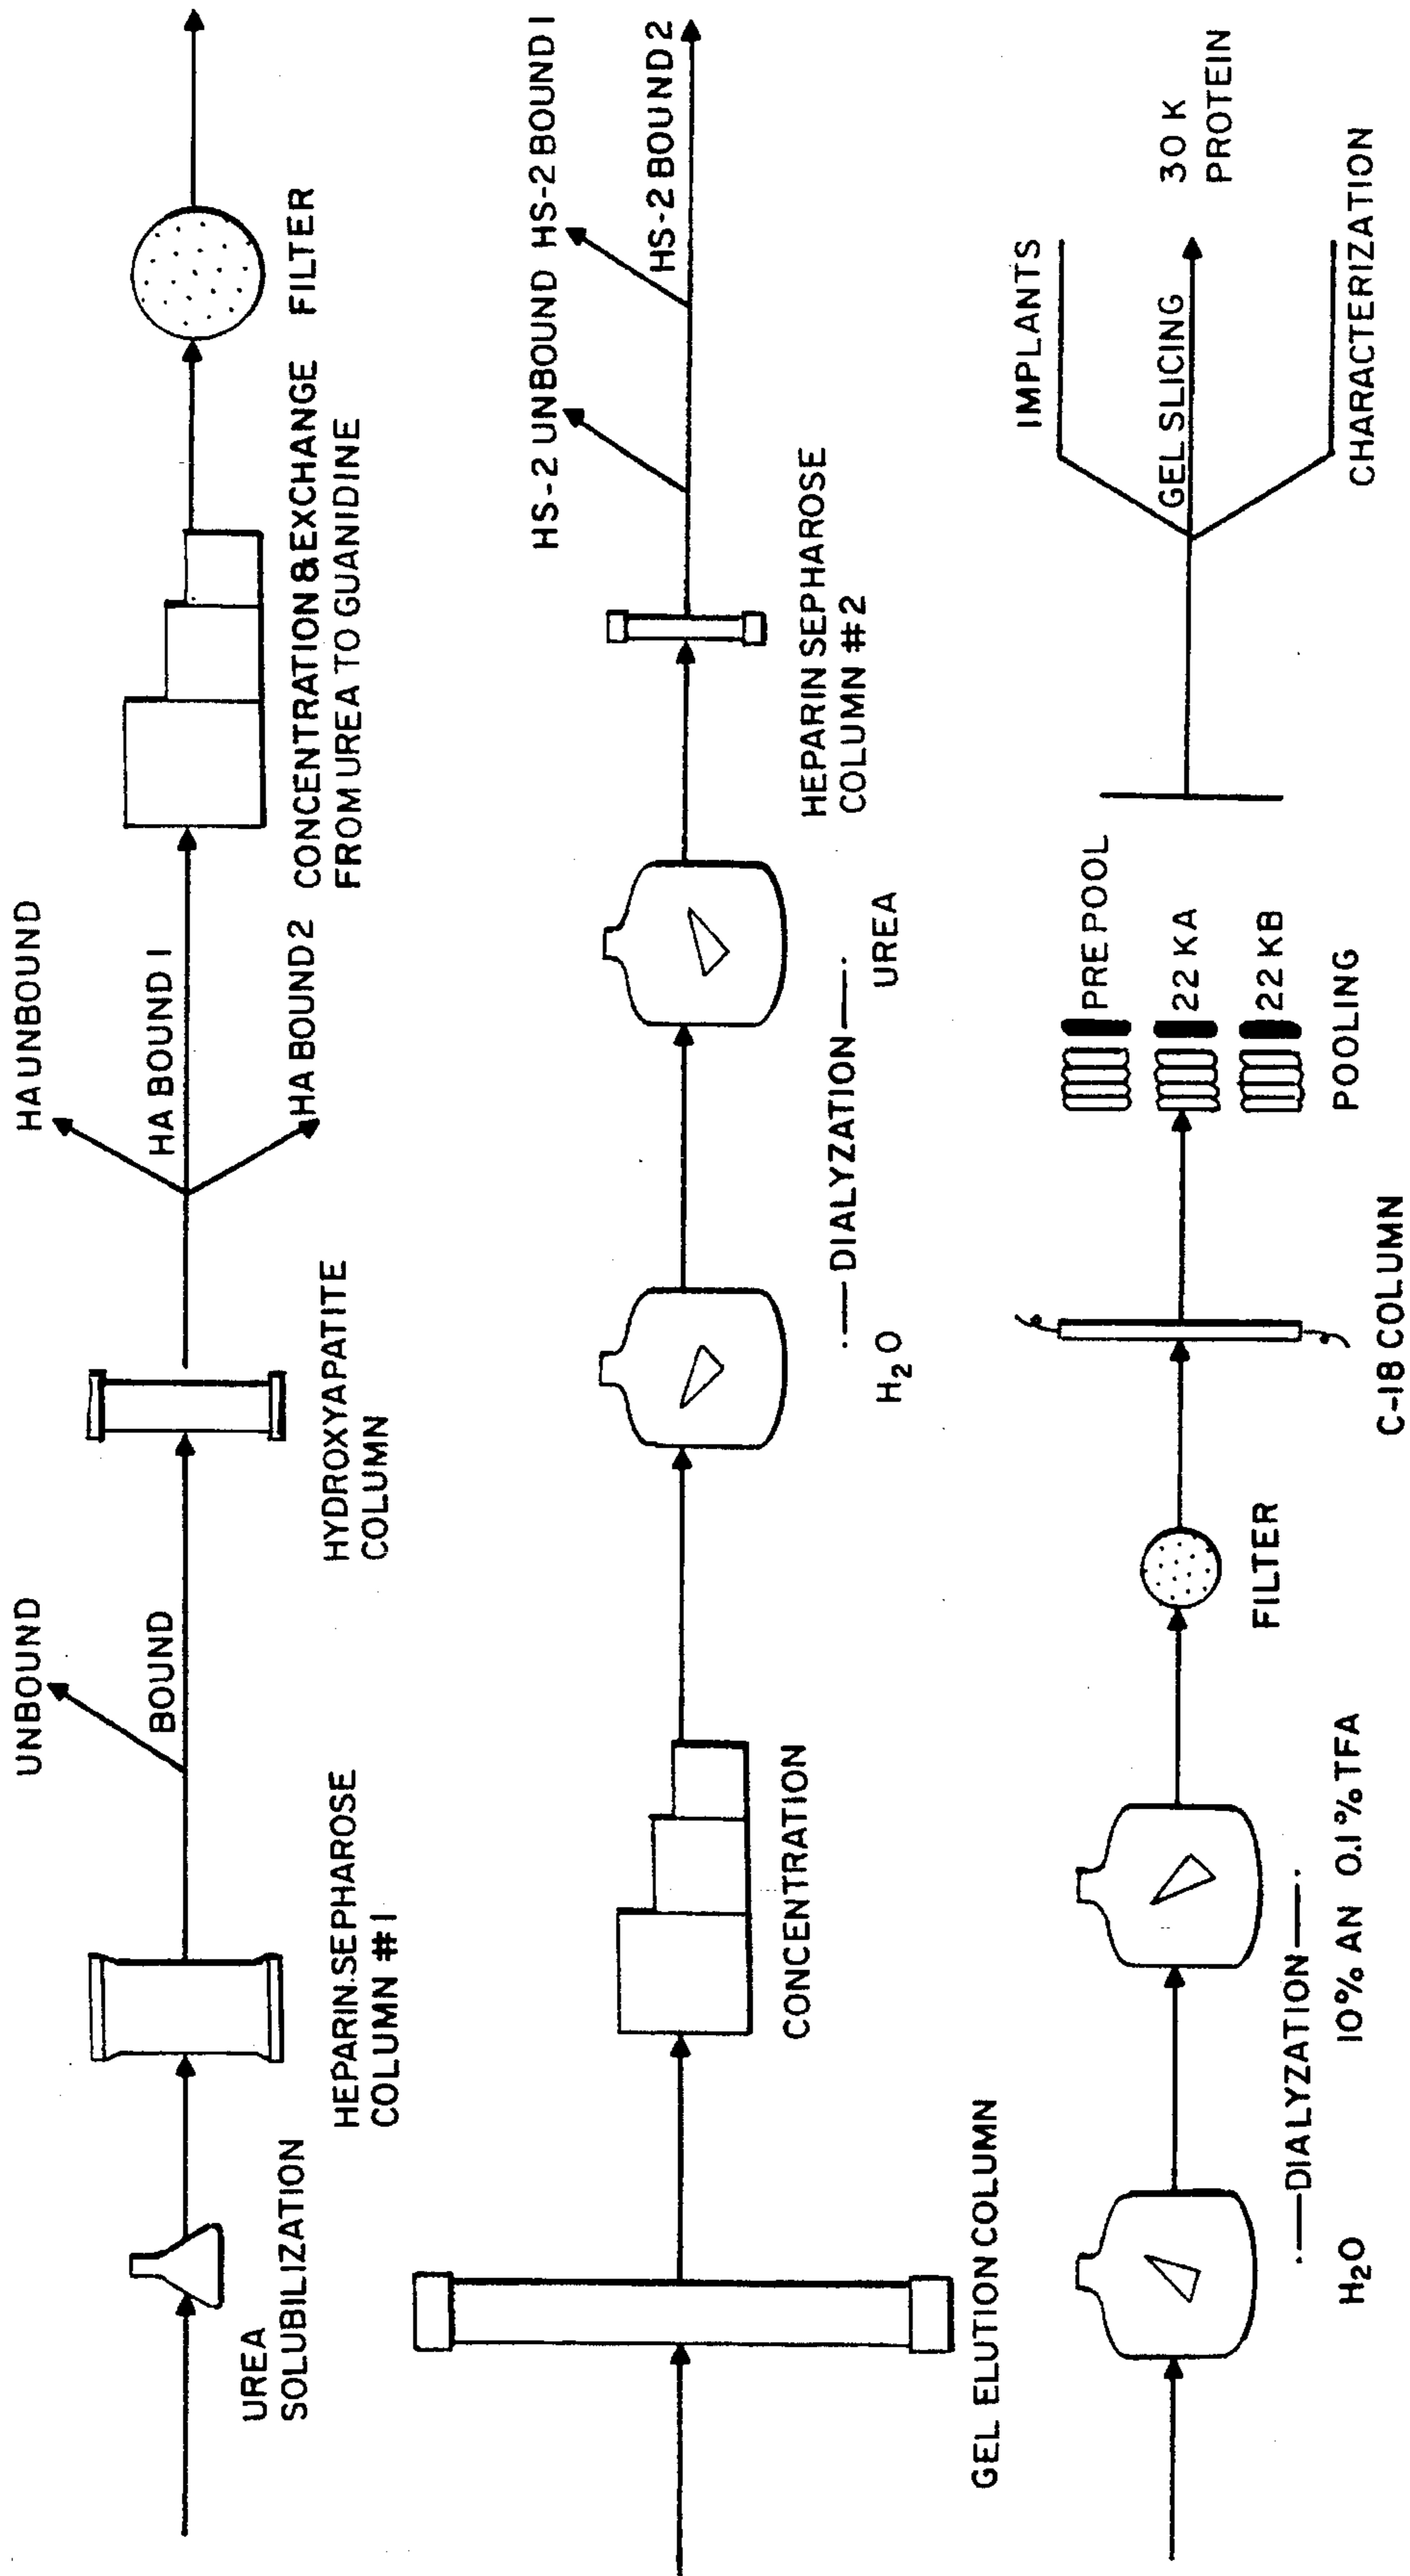 UREA
SOLUBILIZATION
HEPARIN.SEPHAROSE
COLUMN #1
UNBOUND
BOUND
HYDROXYAPATITE
COLUMN
HA UNBOUND
HA BOUND 1
HA BOUND 2
CONCENTRATION & EXCHANGE
FROM UREA TO GUANIDINE
FILTER
GEL ELUTION COLUMN
CONCENTRATION
H2O
DIALYZATION
UREA
HEPARIN SEPHAROSE
COLUMN #2
HS-2 UNBOUND
HS-2 BOUND 1
HS-2 BOUND 2
H2O
DIALYZATION
10% AN 0.1% TFA
FILTER
C-18 COLUMN
PRE POOL
22 KA
22 KB
POOLING
IMPLANTS
GEL SLICING
30 K
PROTEIN
CHARACTERIZATION